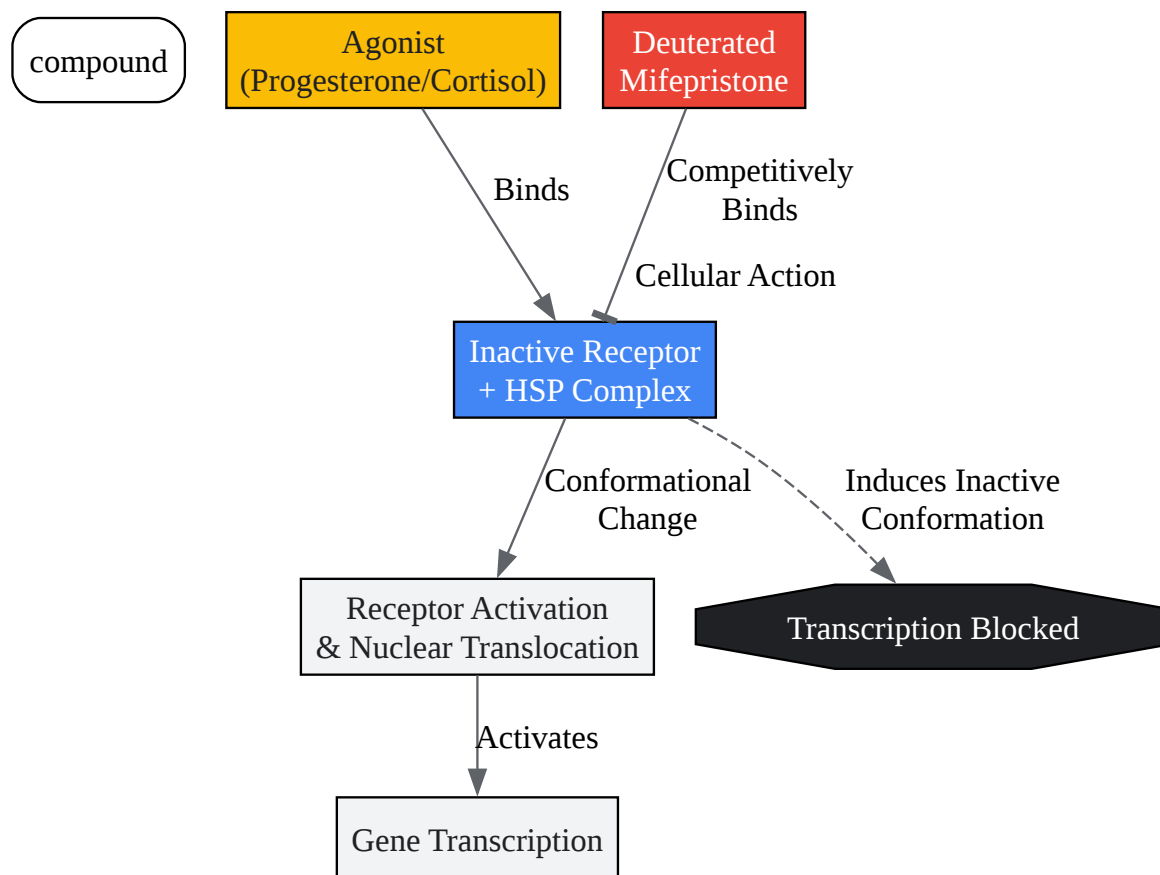 compound
Agonist
(Progesterone/Cortisol)
Deuterated
Mifepristone
Binds
Competitively
Binds
Cellular Action
Inactive Receptor
+ HSP Complex
Conformational
Change
Induces Inactive
Conformation
Receptor Activation
& Nuclear Translocation
Transcription Blocked
Activates
Gene Transcription